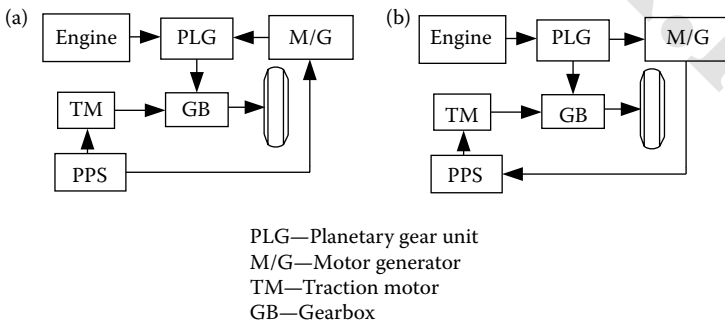 (a)
Engine
PLG
M/G
TM
GB
PPS
(b)
Engine
PLG
M/G
TM
GB
PPS
PLG—Planetary gear unit
M/G—Motor generator
TM—Traction motor
GB—Gearbox